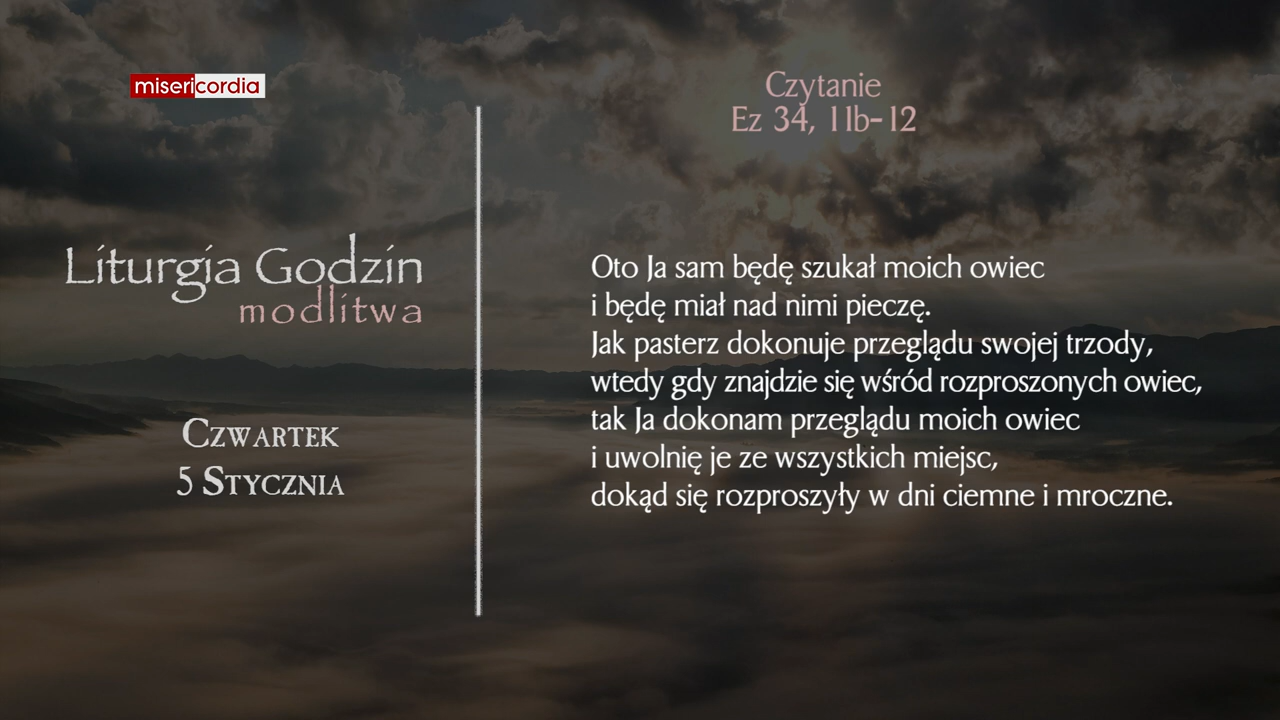 misericordia
Liturgia Godzin
modlitwa
Czwartek
5 Stycznia
Czytanie
Ez 34, 11b-12
Oto Ja sam będę szukał moich owiec
i będę miał nad nimi pieczę.
Jak pasterz dokonuje przeglądu swojej trzody,
wtedy gdy znajdzie się wśród rozproszonych owiec,
tak Ja dokonam przeglądu moich owiec
i uwolnię je ze wszystkich miejsc,
dokąd się rozproszyły w dni ciemne i mroczne.